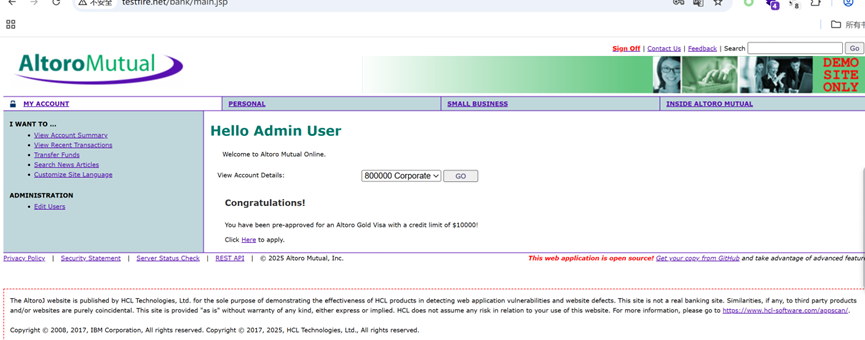 不安全 testfire.net/bank/main.jsp
所有书
Sign Off | Contact Us | Feedback | Search Go
AltoroMutual
DEMO
SITE
ONLY
MY ACCOUNT PERSONAL SMALL BUSINESS INSIDE ALTORO MUTUAL
I WANT TO ...
View Account Summary
View Recent Transactions
Transfer Funds
Search News Articles
Customize Site Language
ADMINISTRATION
Edit Users
Hello Admin User
Welcome to Altoro Mutual Online.
View Account Details: 800000 Corporate GO
Congratulations!
You have been pre-approved for an Altoro Gold Visa with a credit limit of $10000!
Click Here to apply.
Privacy Policy | Security Statement | Server Status Check | REST API | © 2025 Altoro Mutual, Inc.
This web application is open source! Get your copy from GitHub and take advantage of advanced featur
The AltoroJ website is published by HCL Technologies, Ltd. for the sole purpose of demonstrating the effectiveness of HCL products in detecting web application vulnerabilities and website defects. This site is not a real banking site. Similarities, if any, to third party products
and/or websites are purely coincidental. This site is provided "as is" without warranty of any kind, either express or implied. HCL does not assume any risk in relation to your use of this website. For more information, please go to https://www.hcl-software.com/appscan/.
Copyright © 2008, 2017, IBM Corporation, All rights reserved. Copyright © 2017, 2025, HCL Technologies, Ltd., All rights reserved.